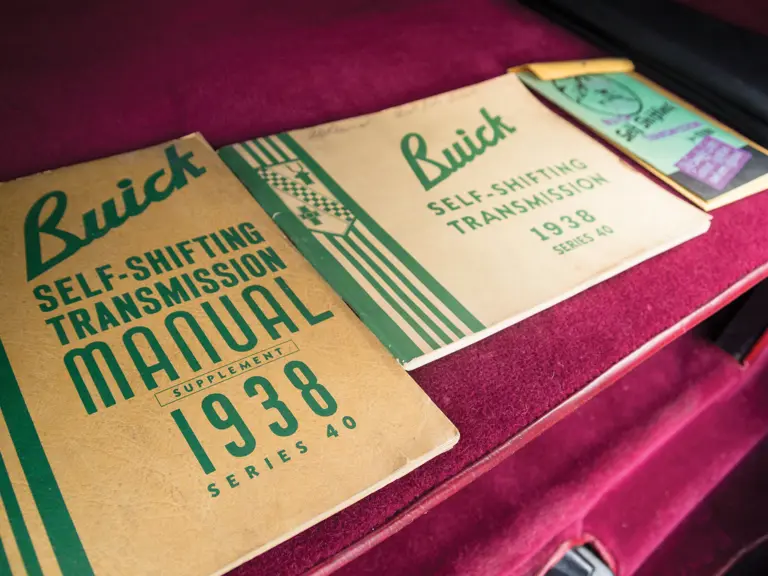 Buick
SELF-SHIFTING
TRANSMISSION
MANUAL
SUPPLEMENT
1938
SERIES 40
Buick
SELF-SHIFTING
TRANSMISSION
1938
SERIES 40
Self Shifting